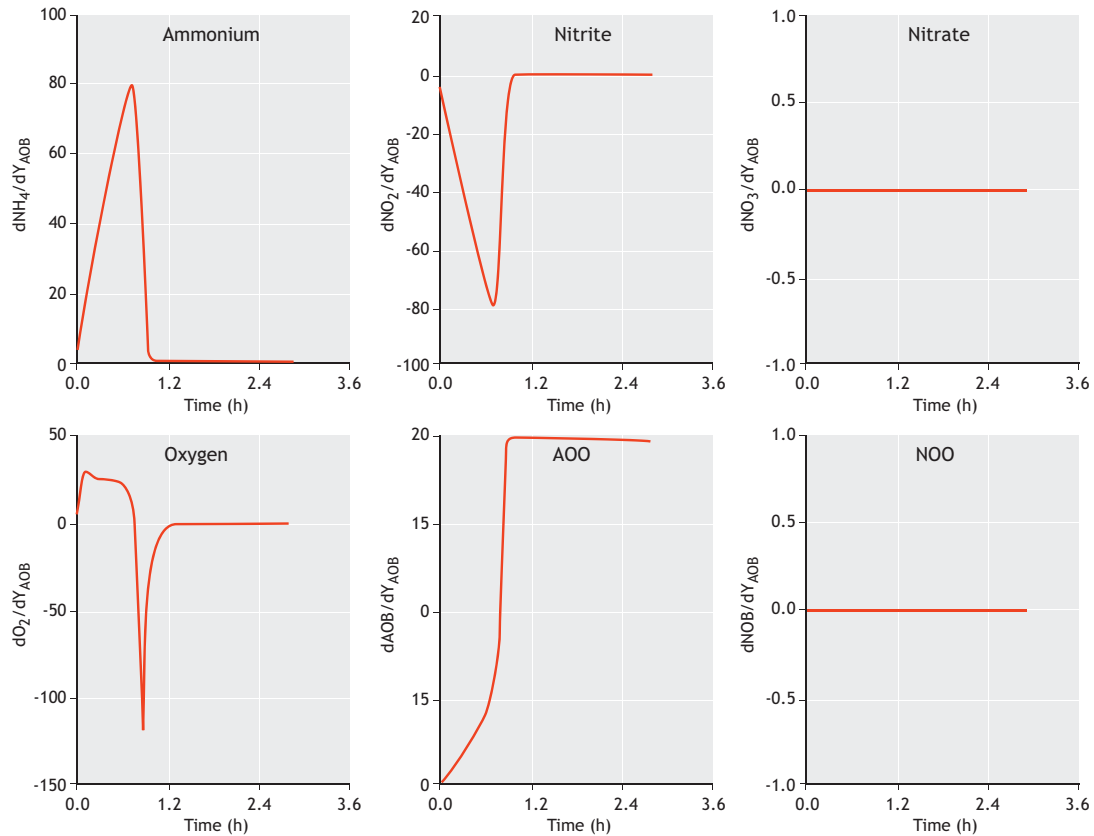 Ammonium
dNH4/dYAOB
100
80
60
40
20
0
0.0 1.2 2.4 3.6
Time (h)
Nitrite
dNO2/dYAOB
20
0
-20
-40
-60
-80
-100
0.0 1.2 2.4 3.6
Time (h)
Nitrate
dNO3/dYAOB
1.0
0.5
0.0
-0.5
-1.0
0.0 1.2 2.4 3.6
Time (h)
Oxygen
dO2/dYAOB
50
0
-50
-100
-150
0.0 1.2 2.4 3.6
Time (h)
AOO
dAOB/dYAOB
20
15
0
15
0
0.0 1.2 2.4 3.6
Time (h)
NOO
dNOB/dYAOB
1.0
0.5
0.0
-0.5
-1.0
0.0 1.2 2.4 3.6
Time (h)